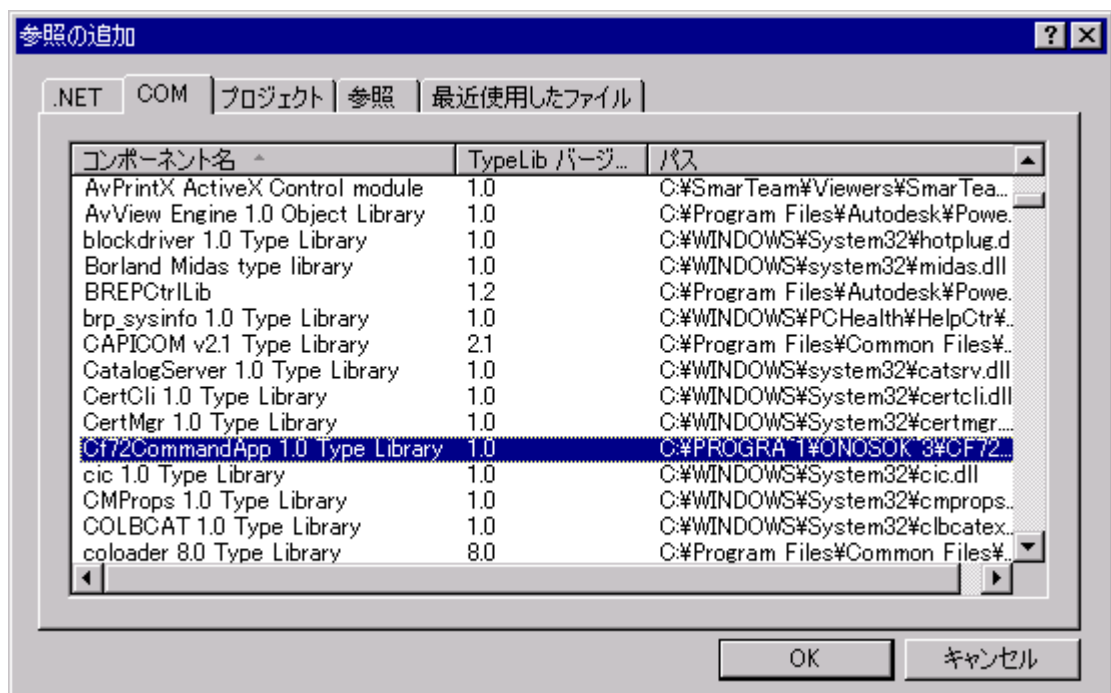 参照の追加
.NET COM プロジェクト 参照 最近使用したファイル
コンポーネント名 TypeLib バージ... パス
AvPrintX ActiveX Control module 1.0 C:¥SmarTeam¥Viewers¥SmarTea...
AvView Engine 1.0 Object Library 1.0 C:¥Program Files¥Autodesk¥Powe.
blockdriver 1.0 Type Library 1.0 C:¥WINDOWS¥System32¥hotplug.d
Borland Midas type library 1.0 C:¥WINDOWS¥system32¥midas.dll
BREPCtrlLib 1.2 C:¥Program Files¥Autodesk¥Powe.
brp_sysinfo 1.0 Type Library 1.0 C:¥WINDOWS¥PCHealth¥HelpCtr¥..
CAPICOM v2.1 Type Library 2.1 C:¥Program Files¥Common Files¥..
CatalogServer 1.0 Type Library 1.0 C:¥WINDOWS¥system32¥catsrv.dll
CertCli 1.0 Type Library 1.0 C:¥WINDOWS¥System32¥certcli.dll
CertMgr 1.0 Type Library 1.0 C:¥WINDOWS¥System32¥certmgr....
Cf72CommandApp 1.0 Type Library 1.0 C:¥PROGRA~1¥ONOSOK~3¥CF72...
cic 1.0 Type Library 1.0 C:¥WINDOWS¥System32¥cic.dll
CMProps 1.0 Type Library 1.0 C:¥WINDOWS¥System32¥cmprops..
COLBCAT 1.0 Type Library 1.0 C:¥WINDOWS¥System32¥clbcatex..
coloader 8.0 Type Library 8.0 C:¥Program Files¥Common Files¥..
OK キャンセル